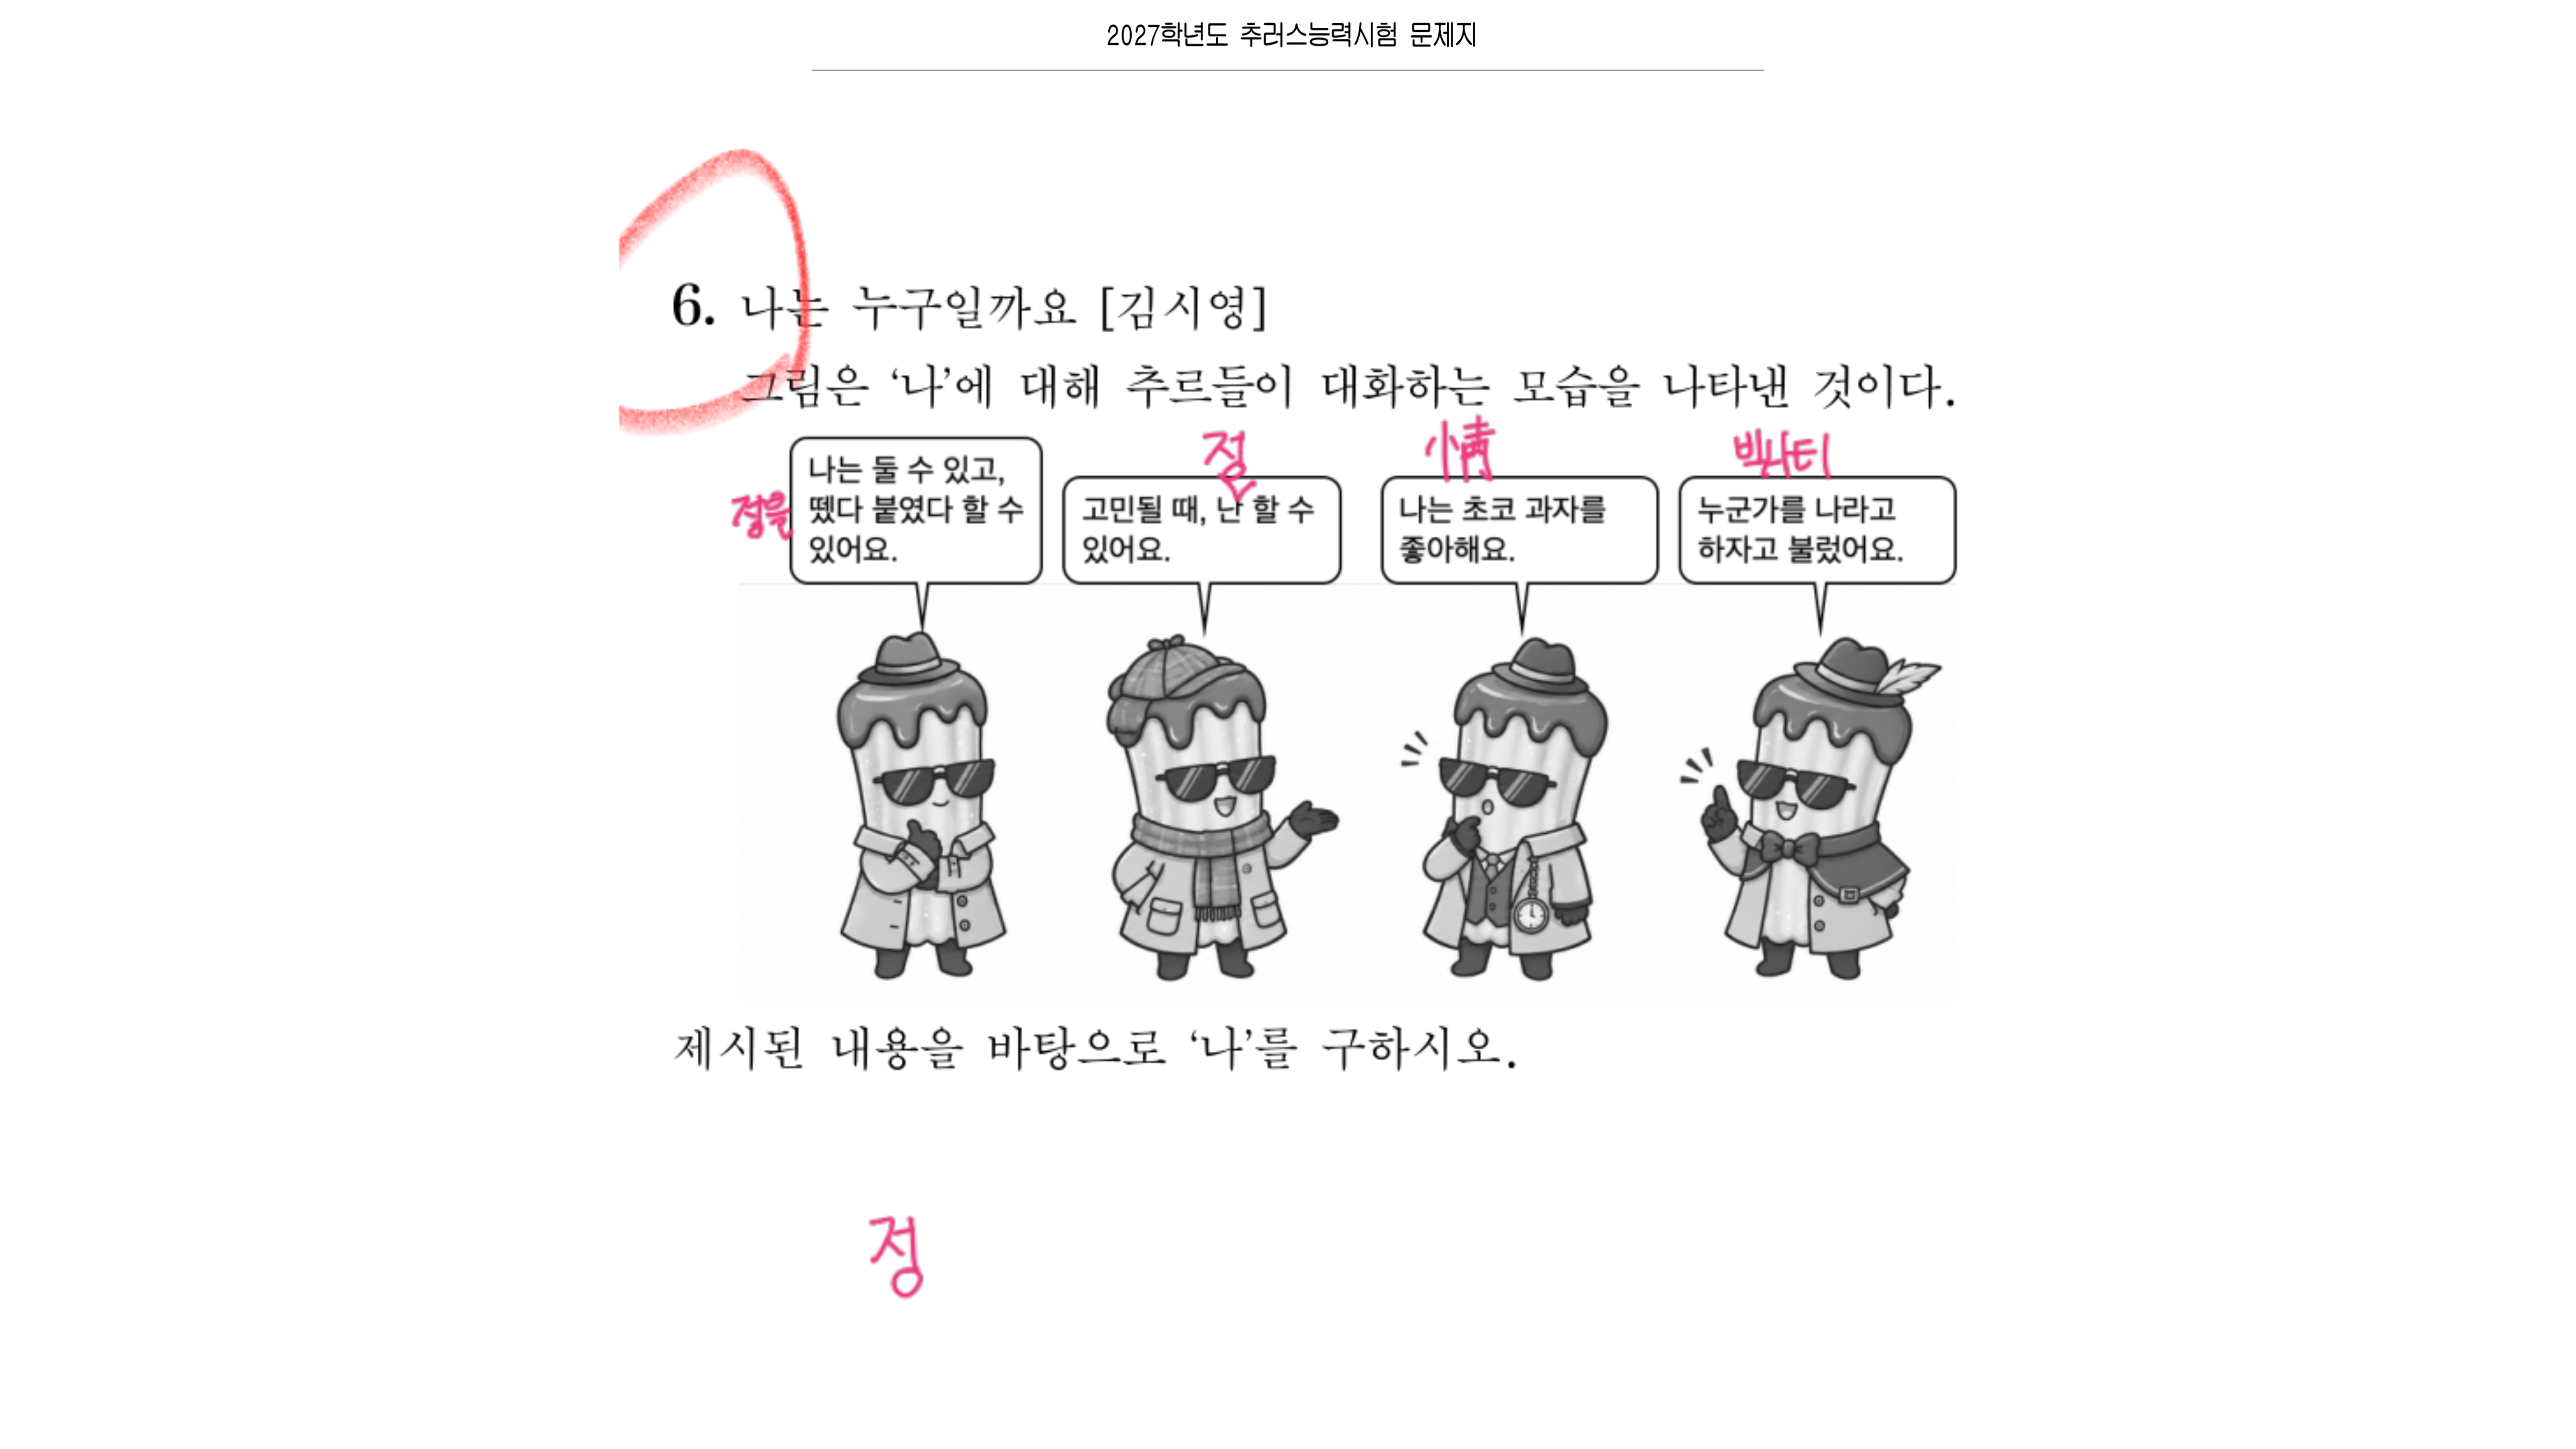 2027학년도 추러스능력시험 문제지
6. 나는 누구일까요 [김시영]
그림은 ‘나’에 대해 추르들이 대화하는 모습을 나타낸 것이다.
정을
나는 둘 수 있고,
뗐다 붙였다 할 수
있어요.
정
고민될 때, 난 할 수
있어요.
情
나는 초코 과자를
좋아해요.
누군가를 나라고
하자고 불렀어요.
제시된 내용을 바탕으로 ‘나’를 구하시오.
정